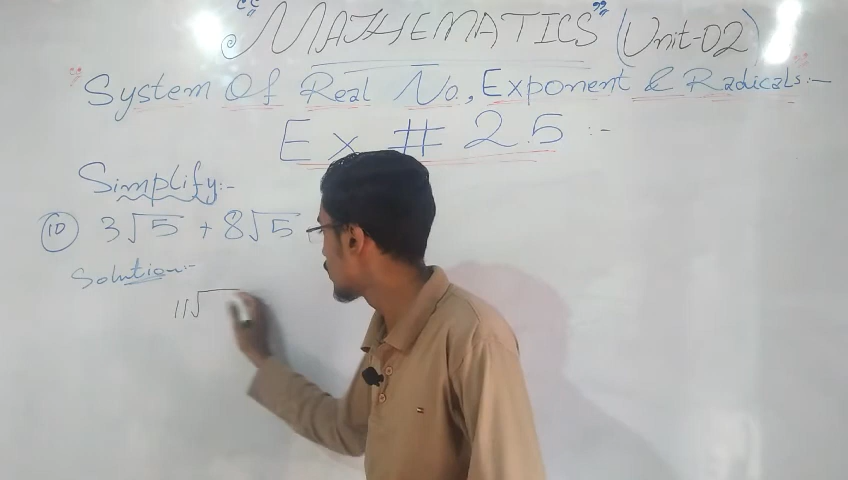 "Mathematics" (Unit-02)
"System Of Real No., Exponent & Radicals:-"
Ex # 2.5 :-
Simplify:-
(10) 3√5 + 8√5
Solution:-
11√